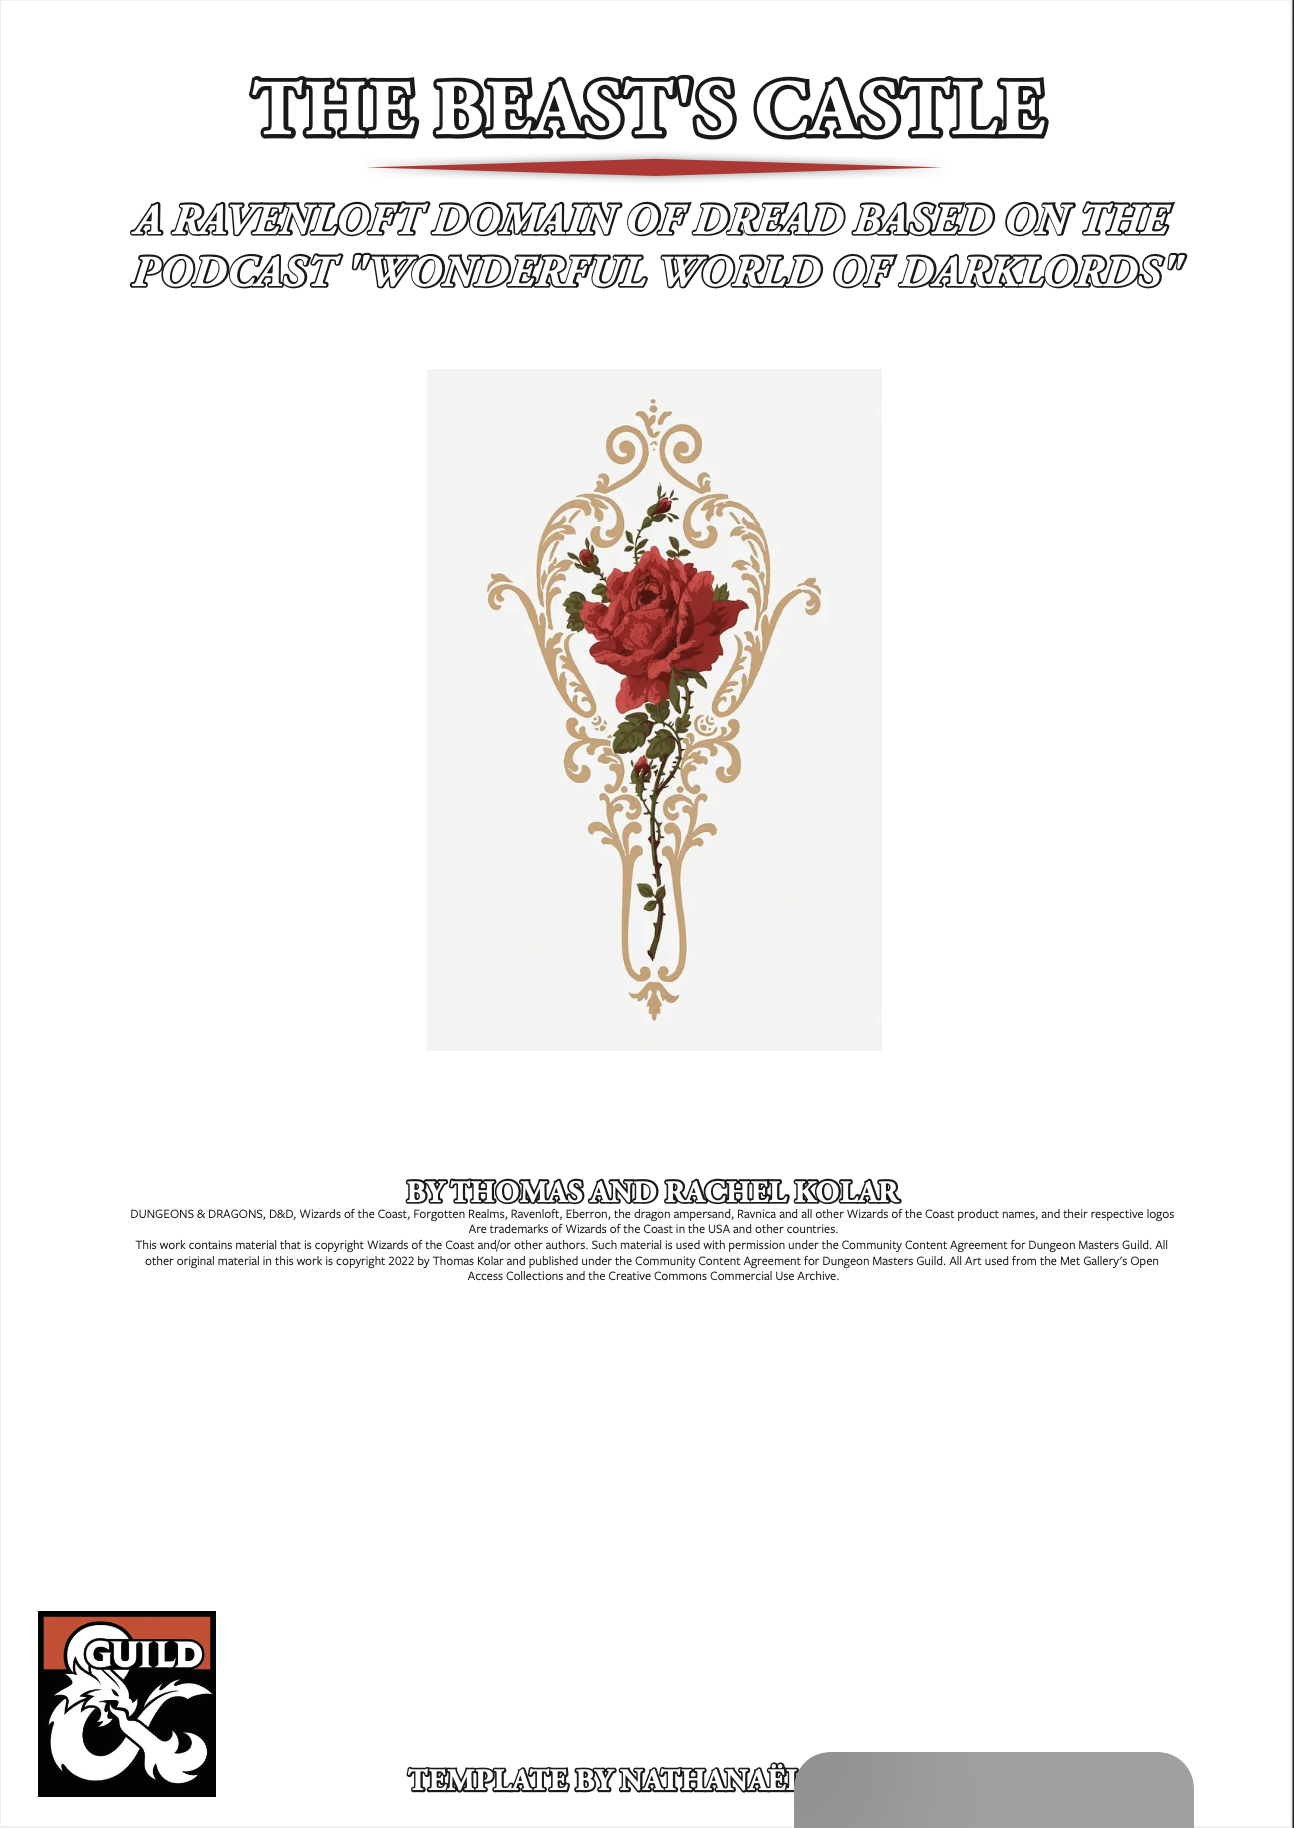 THE BEAST'S CASTLE
A RAVENLOFT DOMAIN OF DREAD BASED ON THE
PODCAST "WONDERFUL WORLD OF DARKLORDS"
BY THOMAS AND RACHEL KOLAR
DUNGEONS & DRAGONS, D&D, Wizards of the Coast, Forgotten Realms, Ravenloft, Eberron, the dragon ampersand, Ravnica and all other Wizards of the Coast product names, and their respective logos
Are trademarks of Wizards of the Coast in the USA and other countries.
This work contains material that is copyright Wizards of the Coast and/or other authors. Such material is used with permission under the Community Content Agreement for Dungeon Masters Guild. All
other original material in this work is copyright 2022 by Thomas Kolar and published under the Community Content Agreement for Dungeon Masters Guild. All Art used from the Met Gallery's Open
Access Collections and the Creative Commons Commercial Use Archive.
GUILD
TEMPLATE BY NATHANAËL